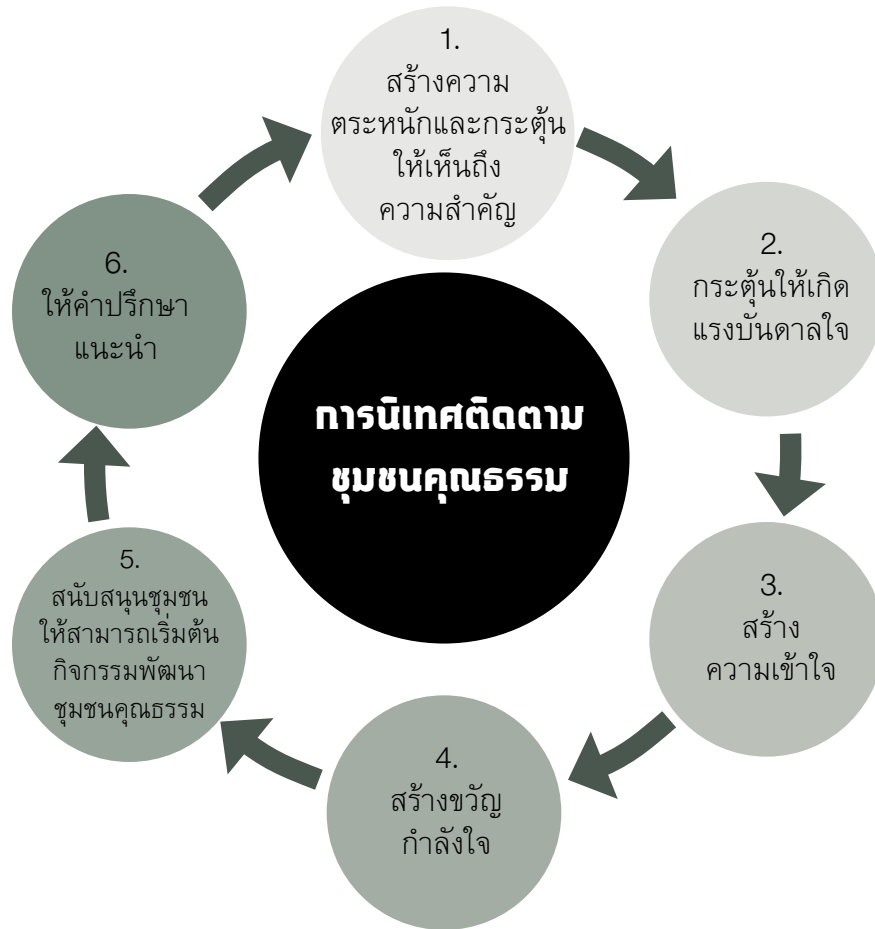 1.
สร้างความ
ตระหนักและกระตุ้น
ให้เห็นถึง
ความสำคัญ
2.
กระตุ้นให้เกิด
แรงบันดาลใจ
3.
สร้าง
ความเข้าใจ
4.
สร้างขวัญ
กำลังใจ
5.
สนับสนุนชุมชน
ให้สามารถเริ่มต้น
กิจกรรมพัฒนา
ชุมชนคุณธรรม
6.
ให้คำปรึกษา
แนะนำ
การนิเทศติดตาม
ชุมชนคุณธรรม